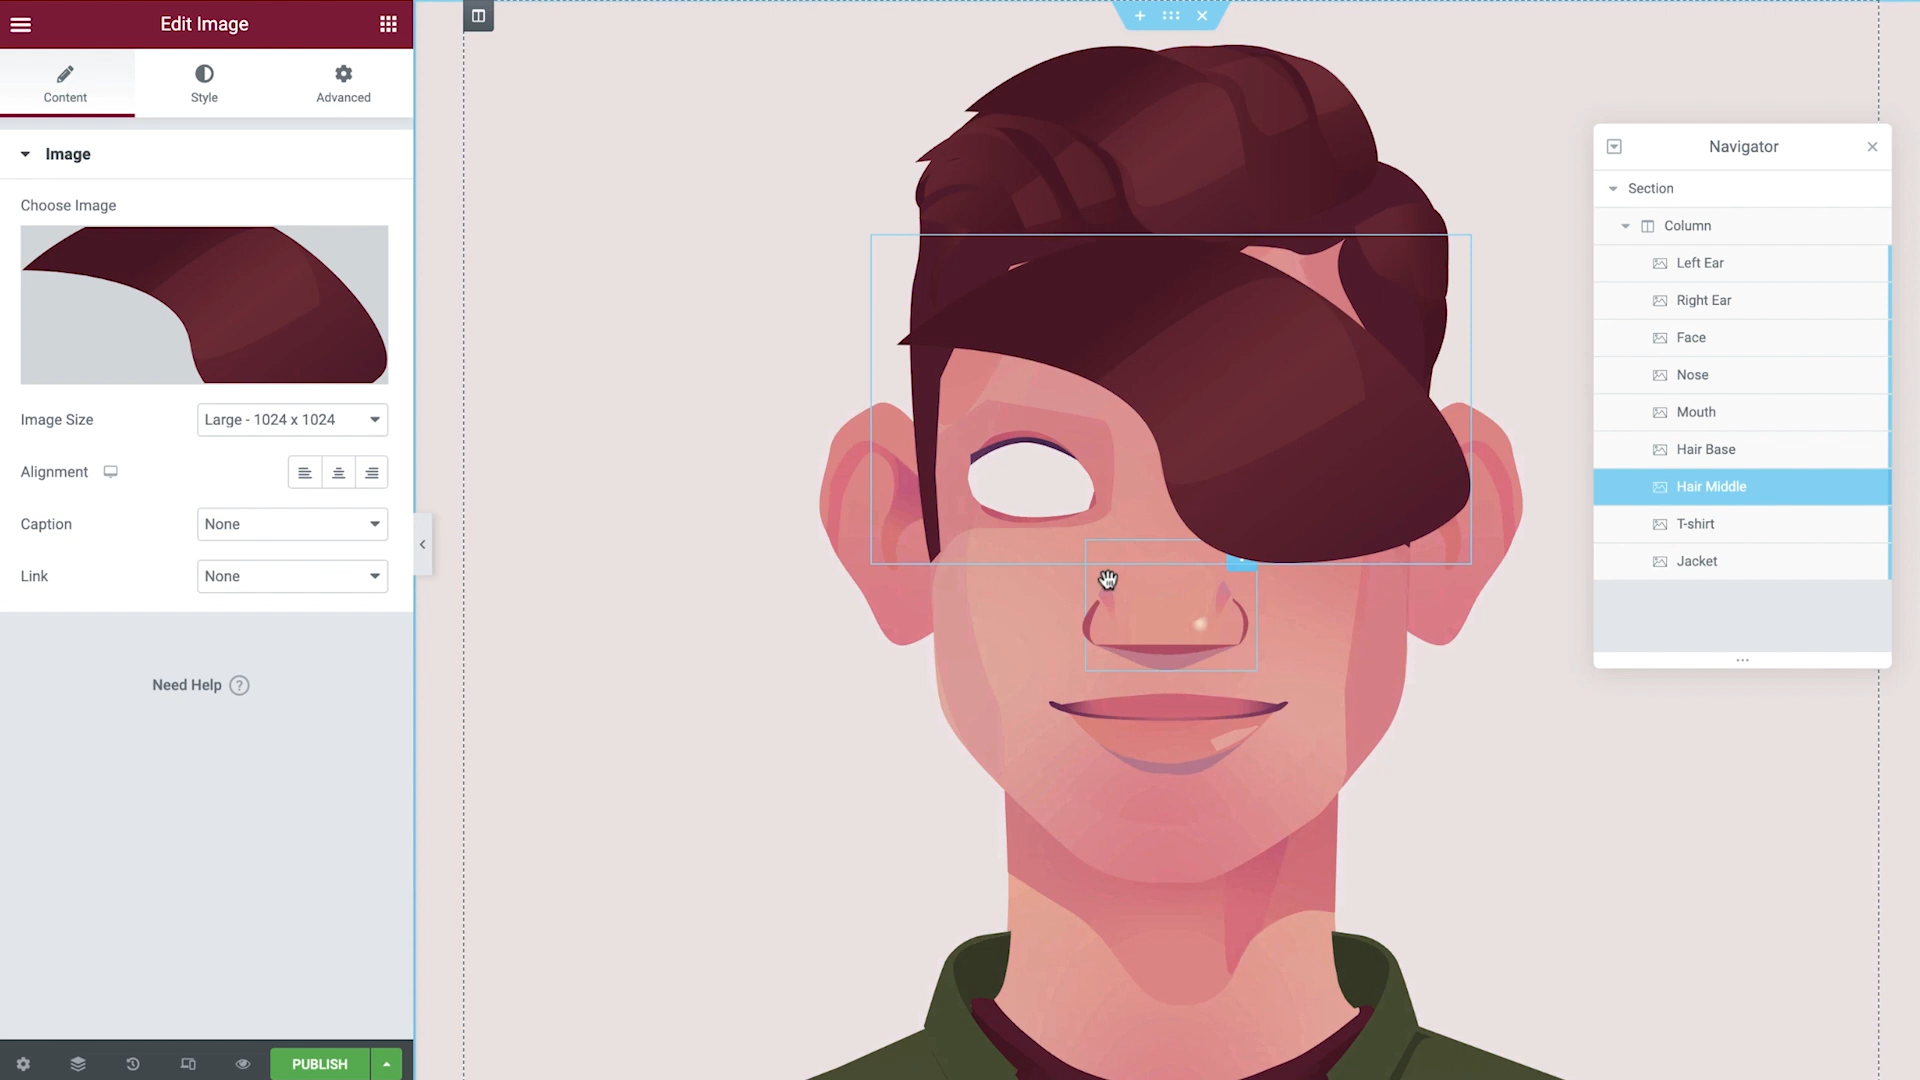 Edit Image
Content
Style
Advanced
Image
Choose Image
Image Size
Large - 1024 x 1024
Alignment
Caption
None
Link
None
Need Help ?
PUBLISH
Navigator
Section
Column
Left Ear
Right Ear
Face
Nose
Mouth
Hair Base
Hair Middle
T-shirt
Jacket